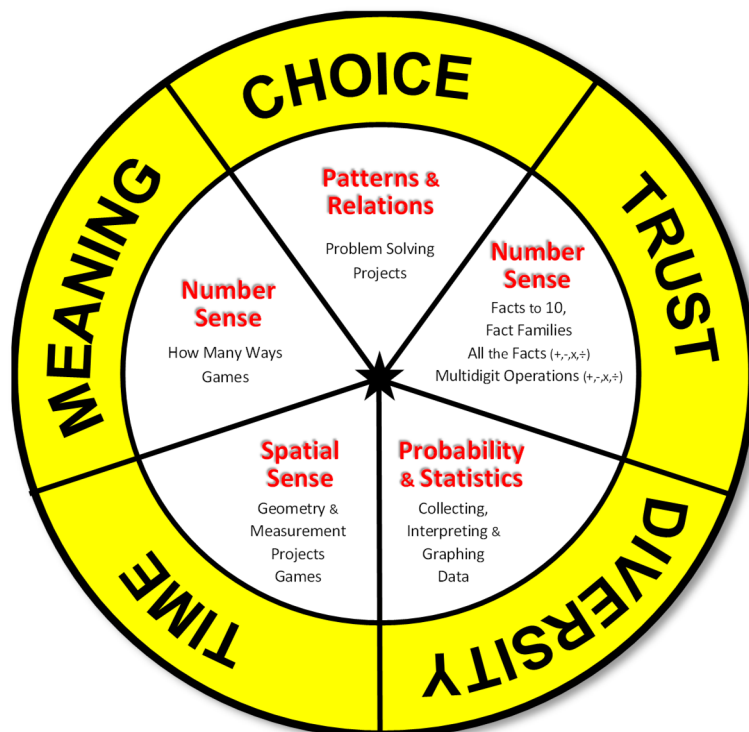 CHOICE
TRUST
DIVERSITY
TIME
MEANING
Patterns &
Relations
Problem Solving
Projects
Number
Sense
Facts to 10,
Fact Families
All the Facts (+,-,x,÷)
Multidigit Operations (+,-,x,÷)
Probability
& Statistics
Collecting,
Interpreting &
Graphing
Data
Spatial
Sense
Geometry &
Measurement
Projects
Games
Number
Sense
How Many Ways
Games